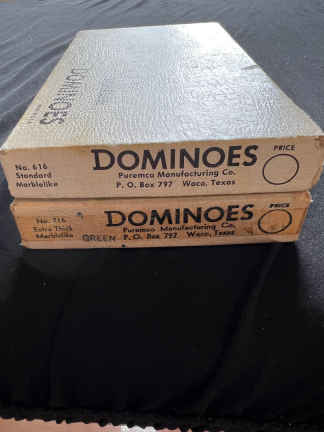 DOMINOES
No. 616
Standard
Marblelike
DOMINOES
Puremco Manufacturing Co.
P. O. Box 797 Waco, Texas
PRICE
No. 716
Extra Thick
Marblelike
GREEN
DOMINOES
Puremco Manufacturing Co.
P. O. Box 797 Waco, Texas
PRICE